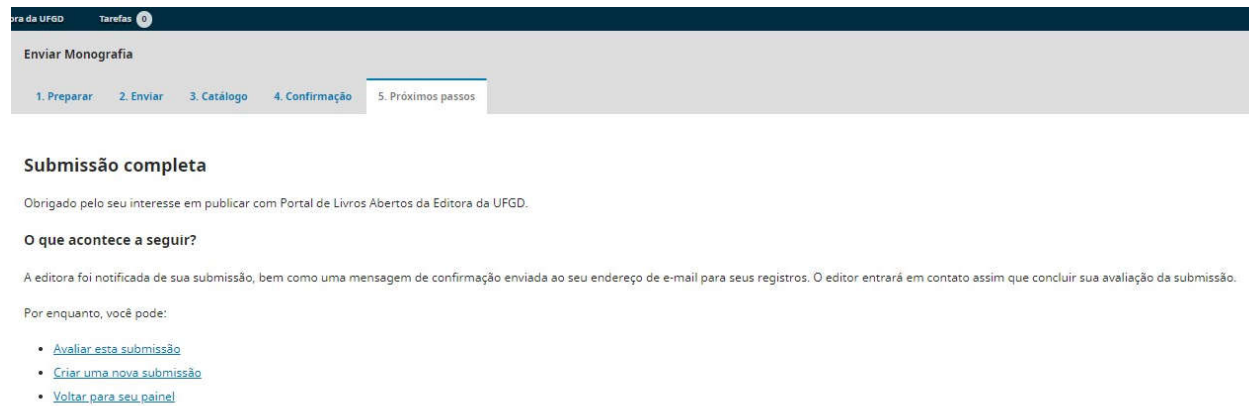 ora da UFGD Tarefas 0
Enviar Monografia
1. Preparar 2. Enviar 3. Catálogo 4. Confirmação 5. Próximos passos
Submissão completa
Obrigado pelo seu interesse em publicar com Portal de Livros Abertos da Editora da UFGD.
O que acontece a seguir?
A editora foi notificada de sua submissão, bem como uma mensagem de confirmação enviada ao seu endereço de e-mail para seus registros. O editor entrará em contato assim que concluir sua avaliação da submissão.
Por enquanto, você pode:
• Avaliar esta submissão
• Criar uma nova submissão
• Voltar para seu painel